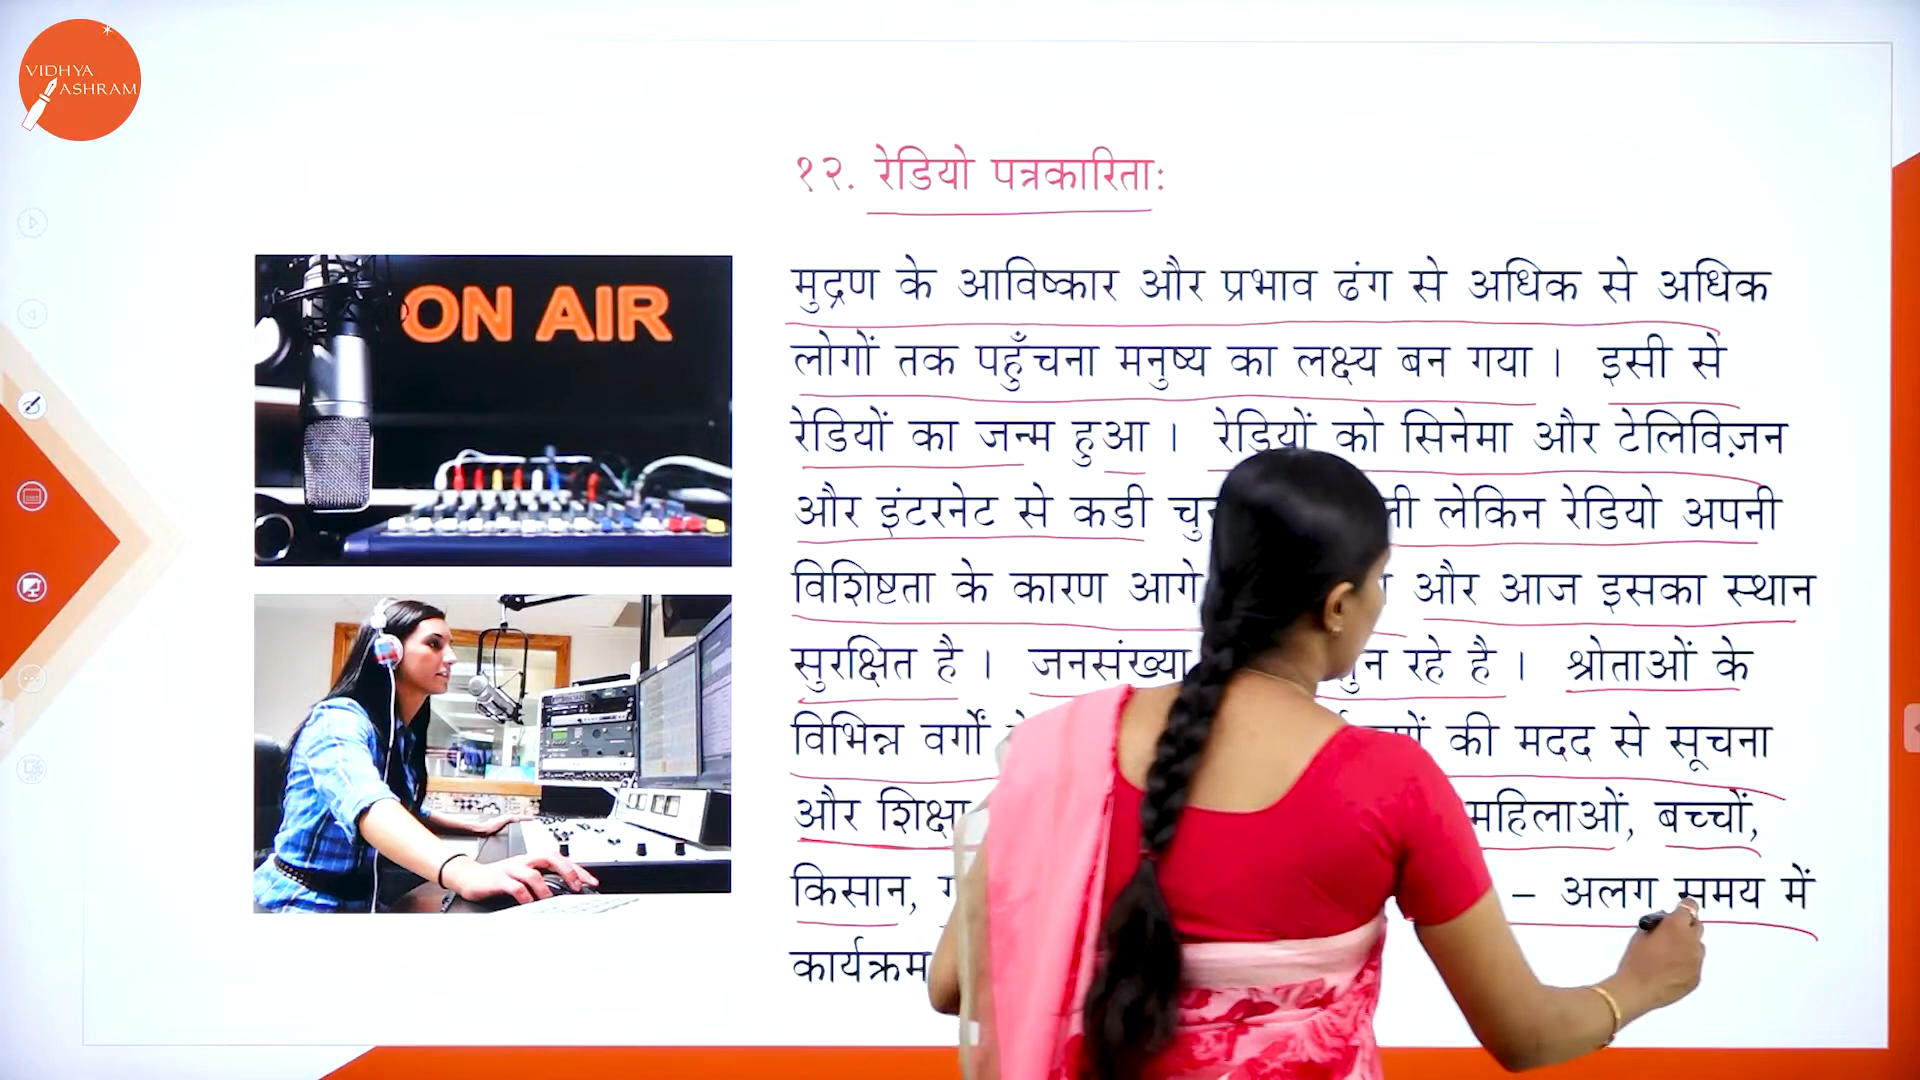 VIDHYA
ASHRAM
१२. रेडियो पत्रकारिताः
ON AIR
मुद्रण के आविष्कार और प्रभाव ढंग से अधिक से अधिक
लोगों तक पहुँचना मनुष्य का लक्ष्य बन गया । इसी से
रेडियों का जन्म हुआ । रेडियों को सिनेमा और टेलिविज़न
और इंटरनेट से कडी लेकिन रेडियो अपनी
विशिष्टता के कारण आगे और आज इसका स्थान
सुरक्षित है । जनसंख्या रहे है । श्रोताओं के
विभिन्न वर्गों की मदद से सूचना
और शिक्षा महिलाओं, बच्चों,
किसान, – अलग समय में
कार्यक्रम